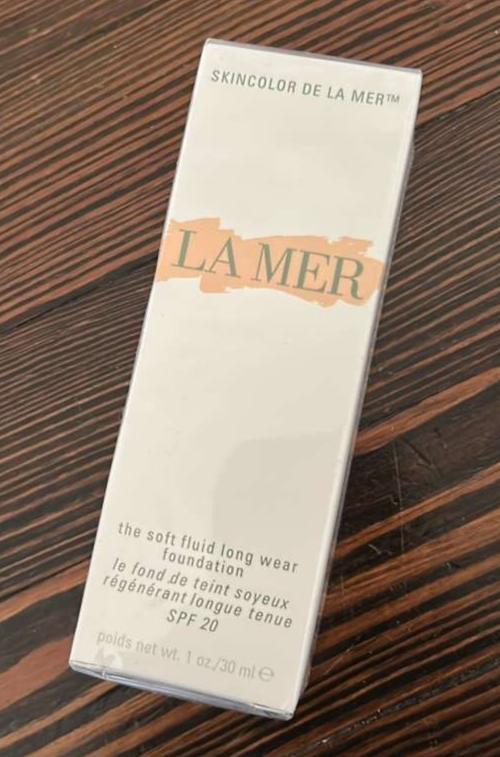 SKINCOLOR DE LA MER™
LA MER
the soft fluid long wear
foundation
le fond de teint soyeux
régénérant longue tenue
SPF 20
poids net wt. 1 oz./30 ml ℮